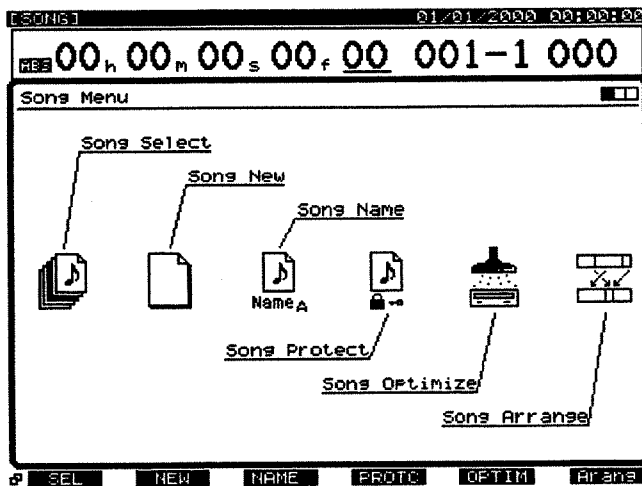 [SONG] 01/01/2000 00:00:00
ABS 00h 00m 00s 00f 00 001-1 000
Song Menu
Song Select
Song New
Song Name
NameA
Song Protect
Song Optimize
Song Arrange
SEL NEW NAME PROTC OPTIM Arang